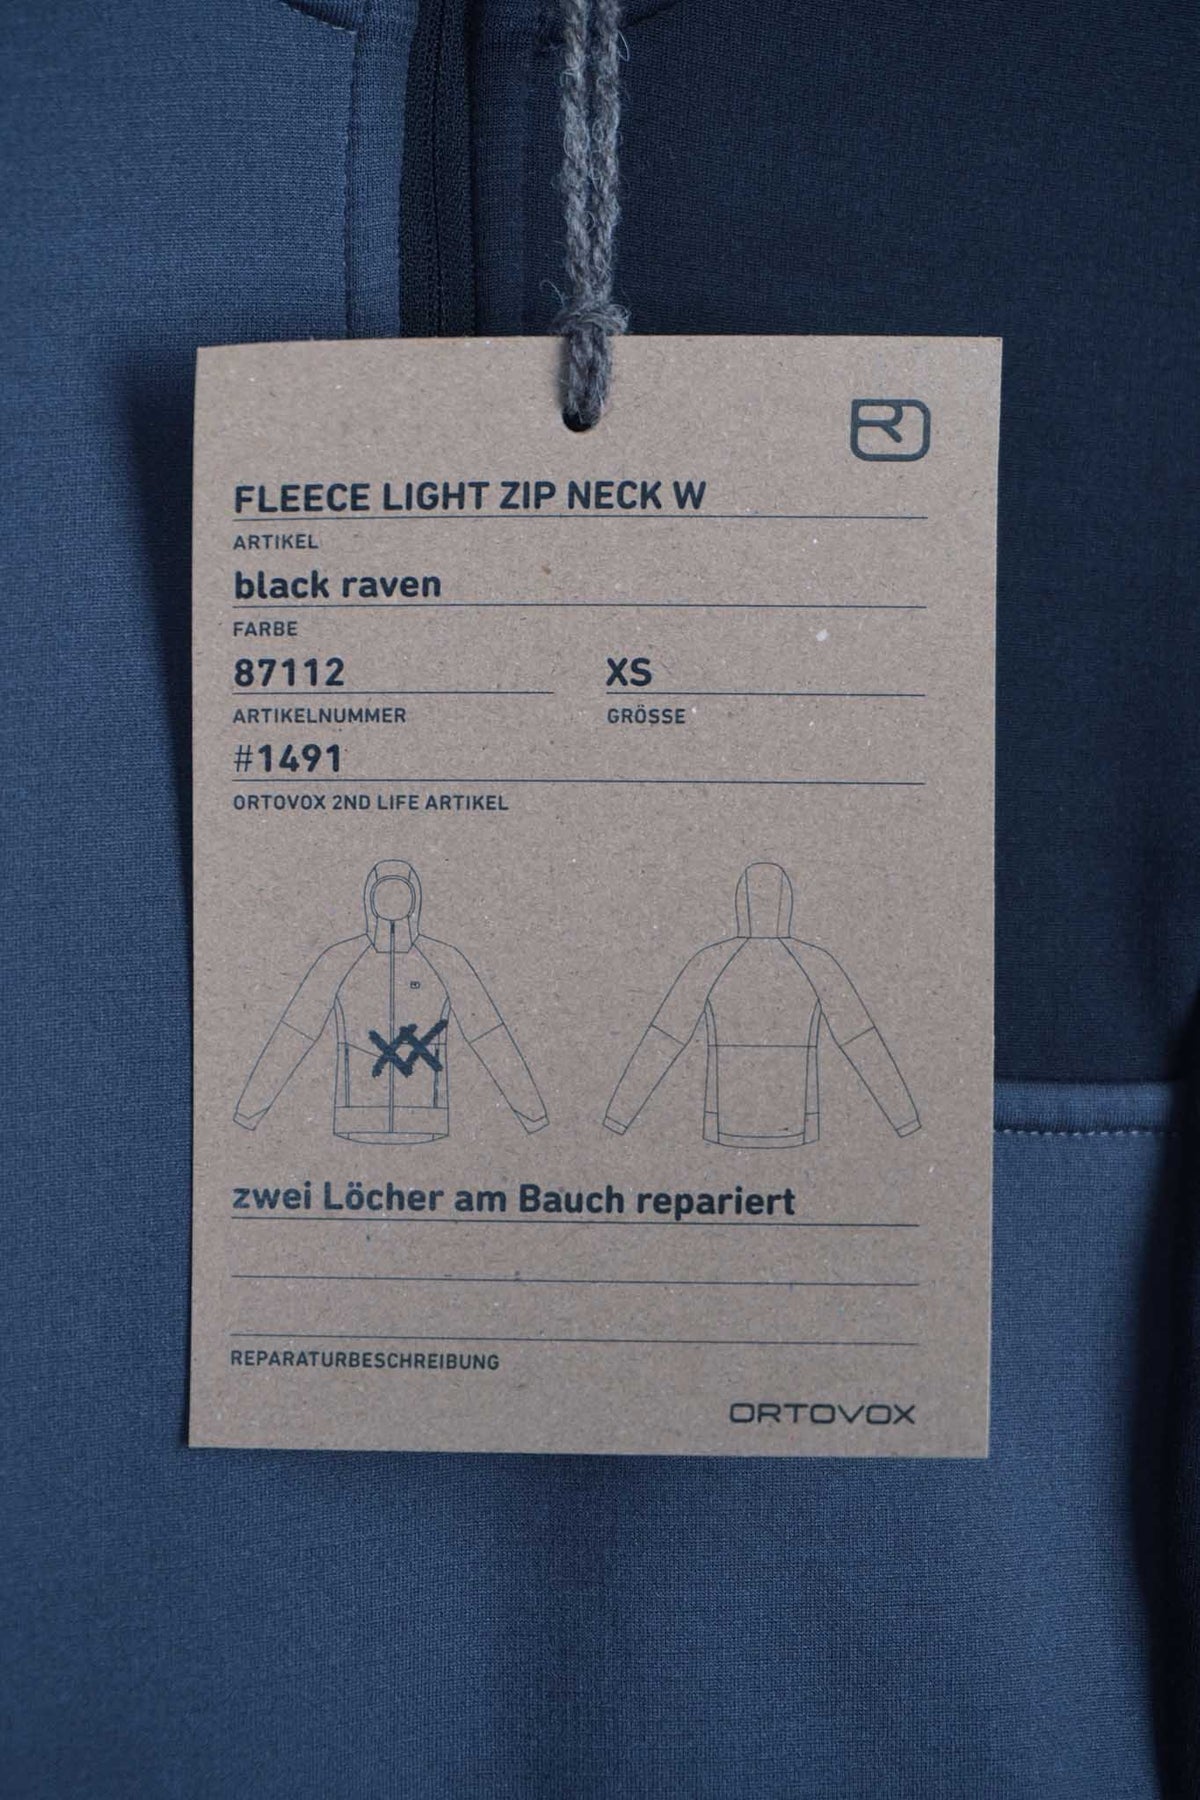 FLEECE LIGHT ZIP NECK W
ARTIKEL
black raven
FARBE
87112 XS
ARTIKELNUMMER GRÖSSE
#1491
ORTOVOX 2ND LIFE ARTIKEL
XX
zwei Löcher am Bauch repariert
REPARATURBESCHREIBUNG
ORTOVOX